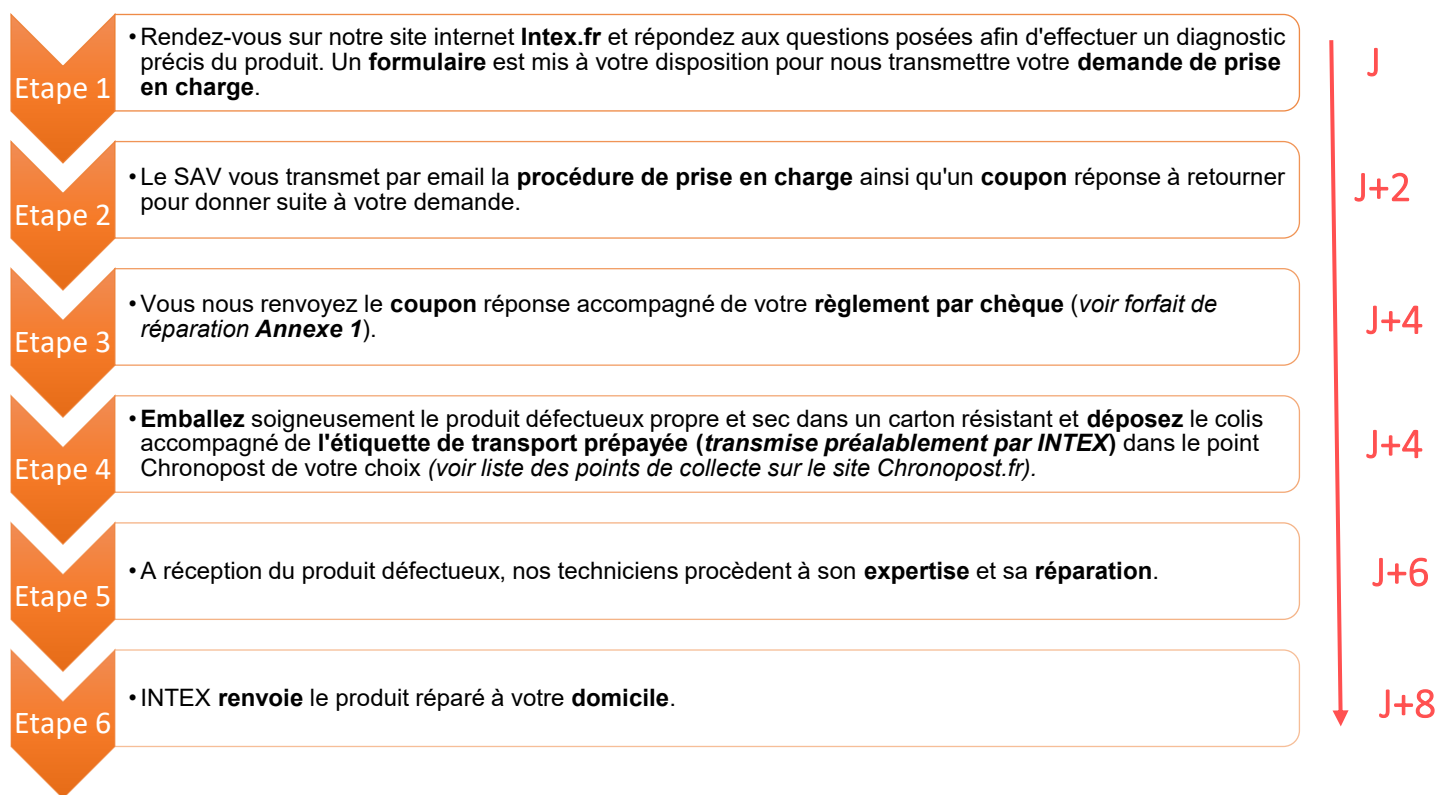 Etape 1
•Rendez-vous sur notre site internet Intex.fr et répondez aux questions posées afin d'effectuer un diagnostic
précis du produit. Un formulaire est mis à votre disposition pour nous transmettre votre demande de prise
en charge.
J
Etape 2
•Le SAV vous transmet par email la procédure de prise en charge ainsi qu'un coupon réponse à retourner
pour donner suite à votre demande.
J+2
Etape 3
•Vous nous renvoyez le coupon réponse accompagné de votre règlement par chèque (voir forfait de
réparation Annexe 1).
J+4
Etape 4
•Emballez soigneusement le produit défectueux propre et sec dans un carton résistant et déposez le colis
accompagné de l'étiquette de transport prépayée (transmise préalablement par INTEX) dans le point
Chronopost de votre choix (voir liste des points de collecte sur le site Chronopost.fr).
J+4
Etape 5
•A réception du produit défectueux, nos techniciens procèdent à son expertise et sa réparation.
J+6
Etape 6
•INTEX renvoie le produit réparé à votre domicile.
J+8